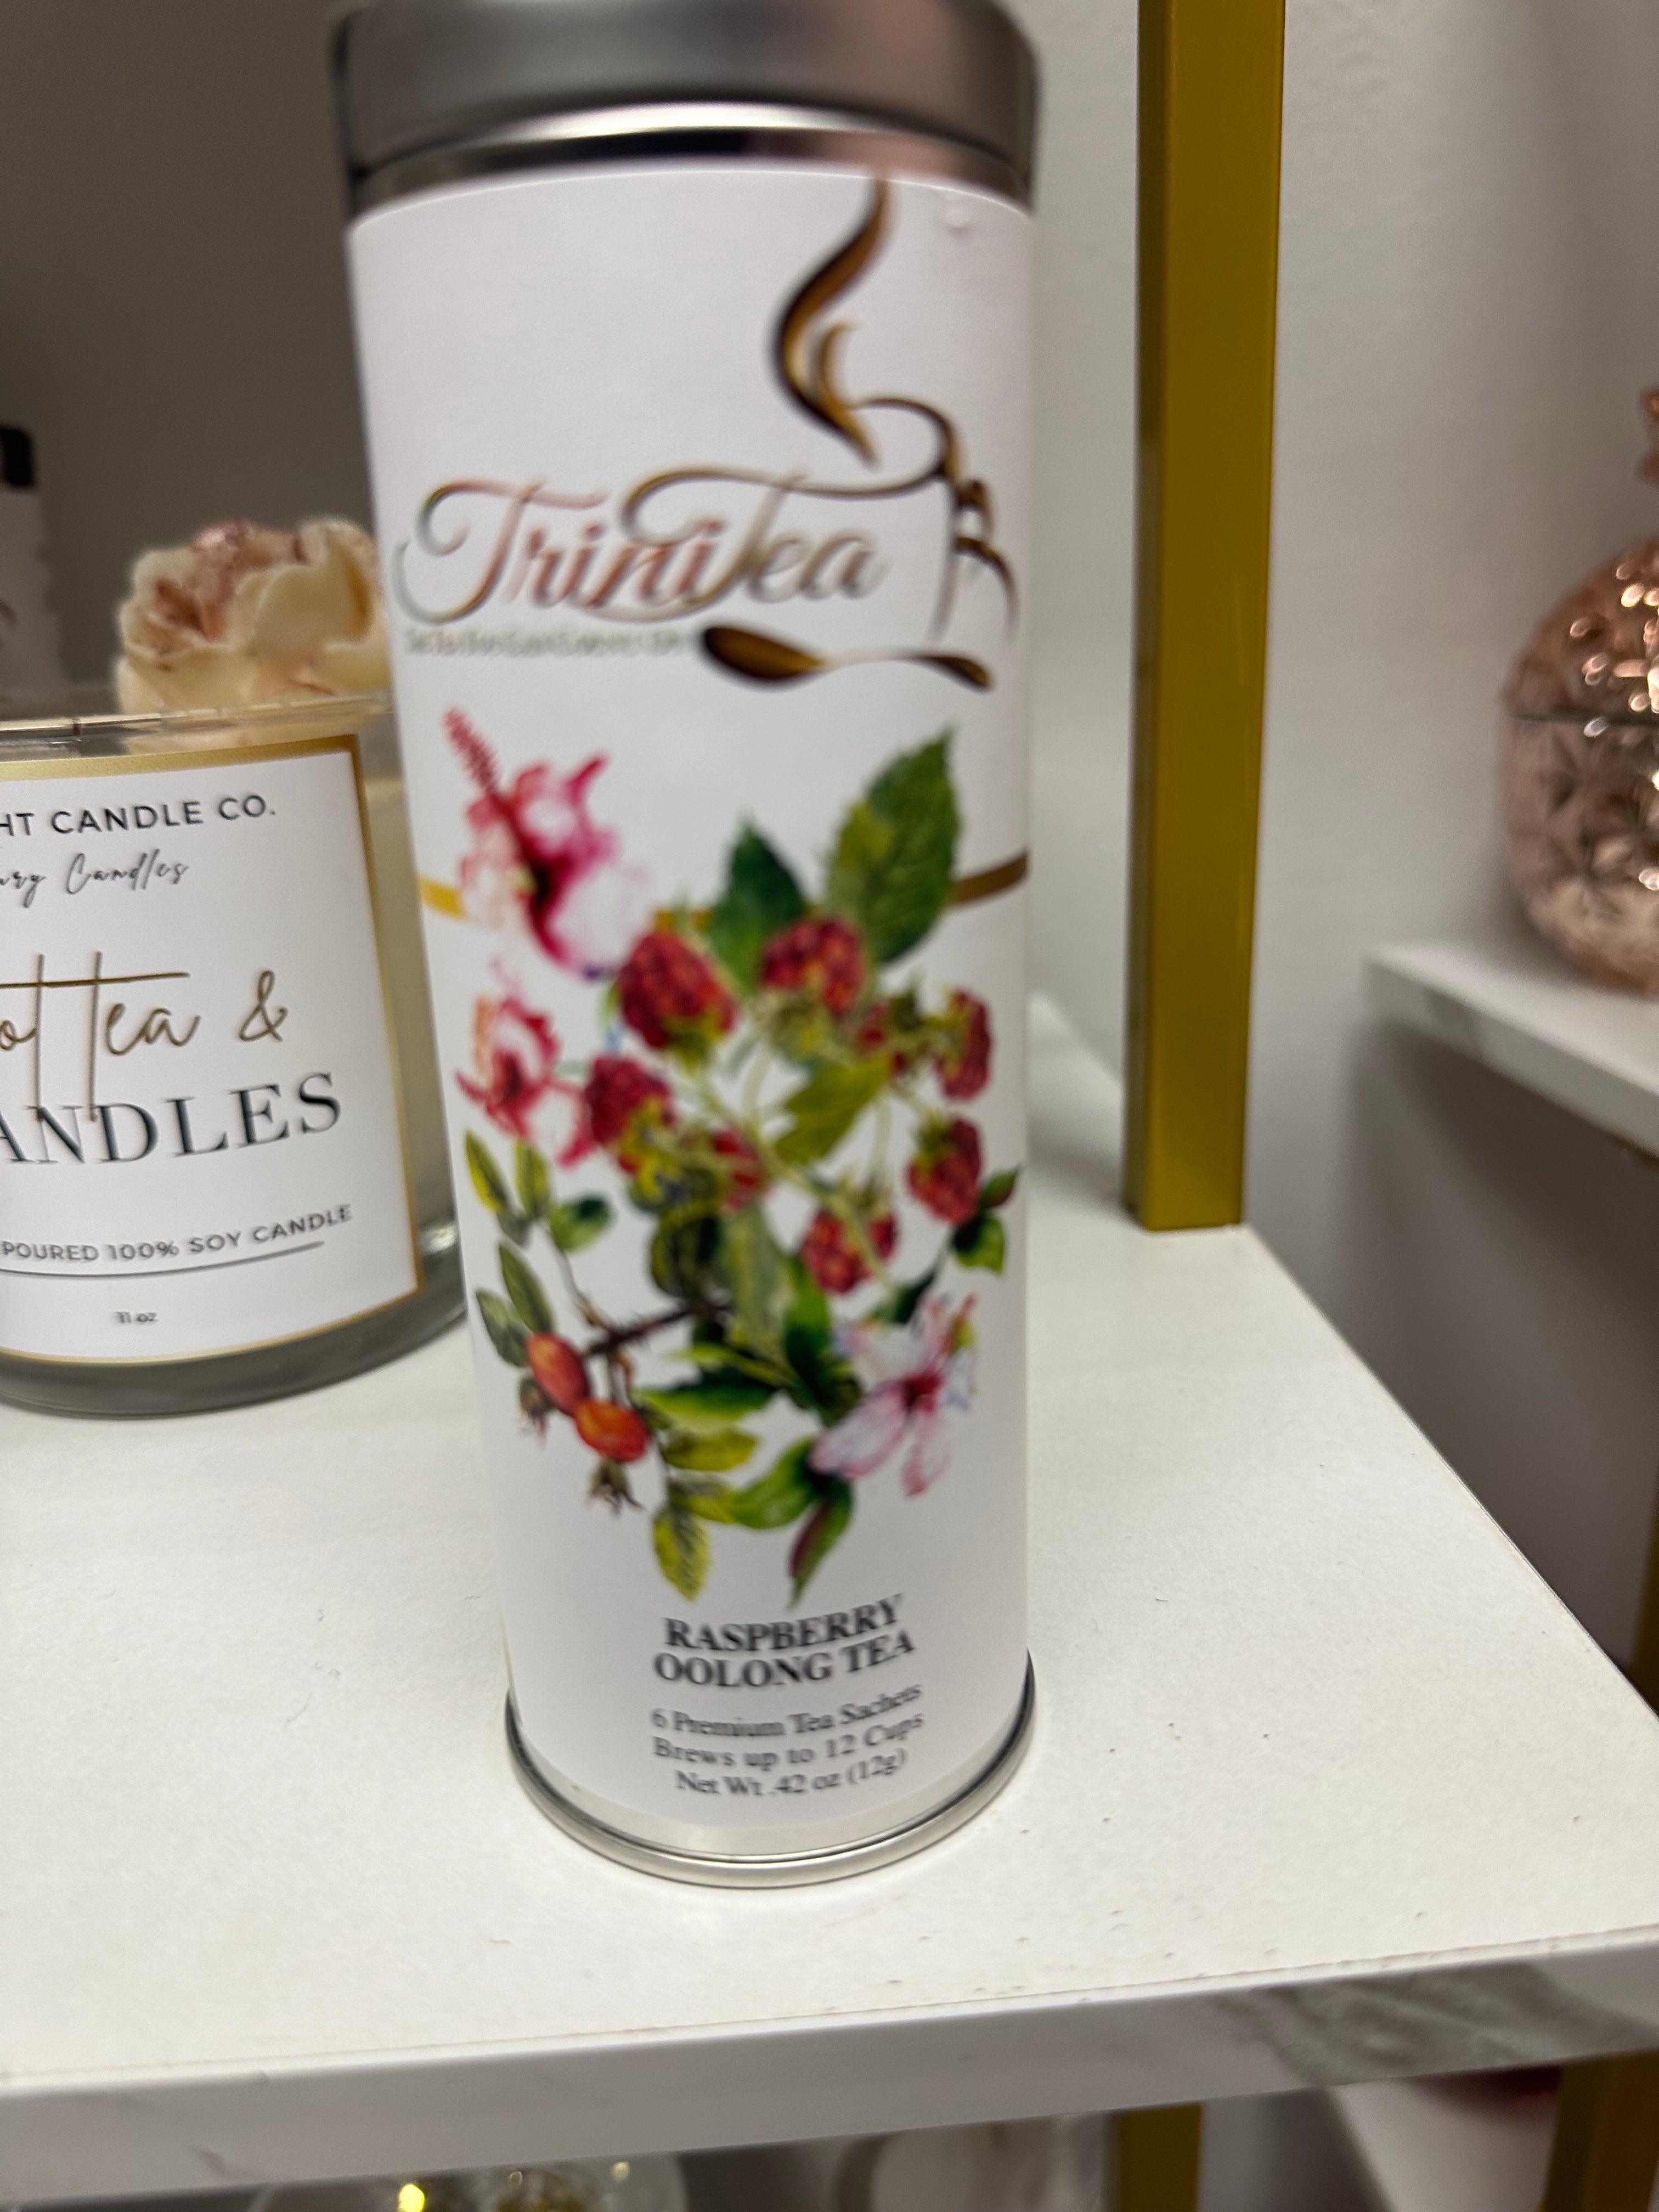 TriniTea
HT CANDLE CO.
Candles
Tea &
ANDLES
POURED 100% SOY CANDLE
11 oz
RASPBERRY
OOLONG TEA
6 Premium Tea Sachets
Brews up to 12 Cups
Net Wt .42 oz (12g)